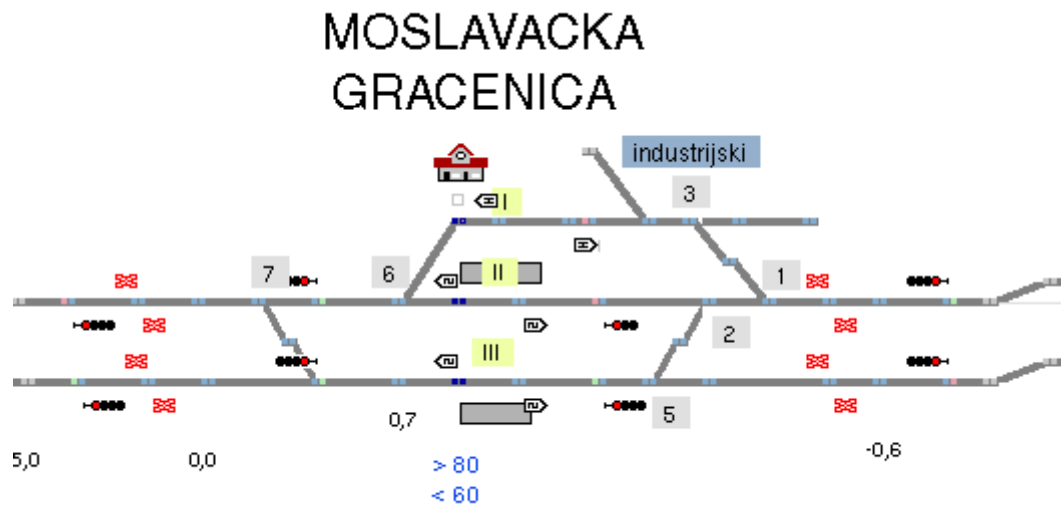 MOSLAVACKA
GRACENICA
industrijski
3
I
7
6
II
1
2
III
5
0,7
-0,6
5,0
0,0
> 80
< 60